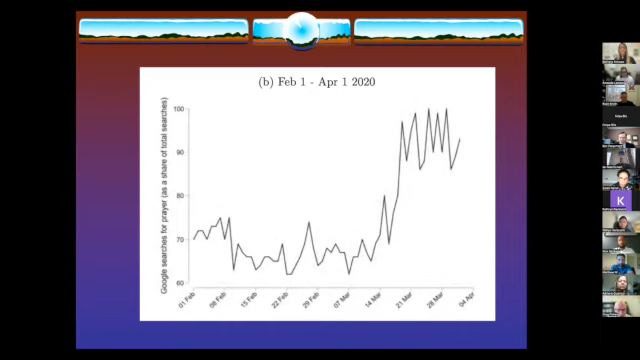 (b) Feb 1 - Apr 1 2020
Google searches for prayer (as a share of total searches)
100
90
80
70
60
01 Feb
08 Feb
15 Feb
22 Feb
29 Feb
07 Mar
14 Mar
21 Mar
28 Mar
04 Apr
K